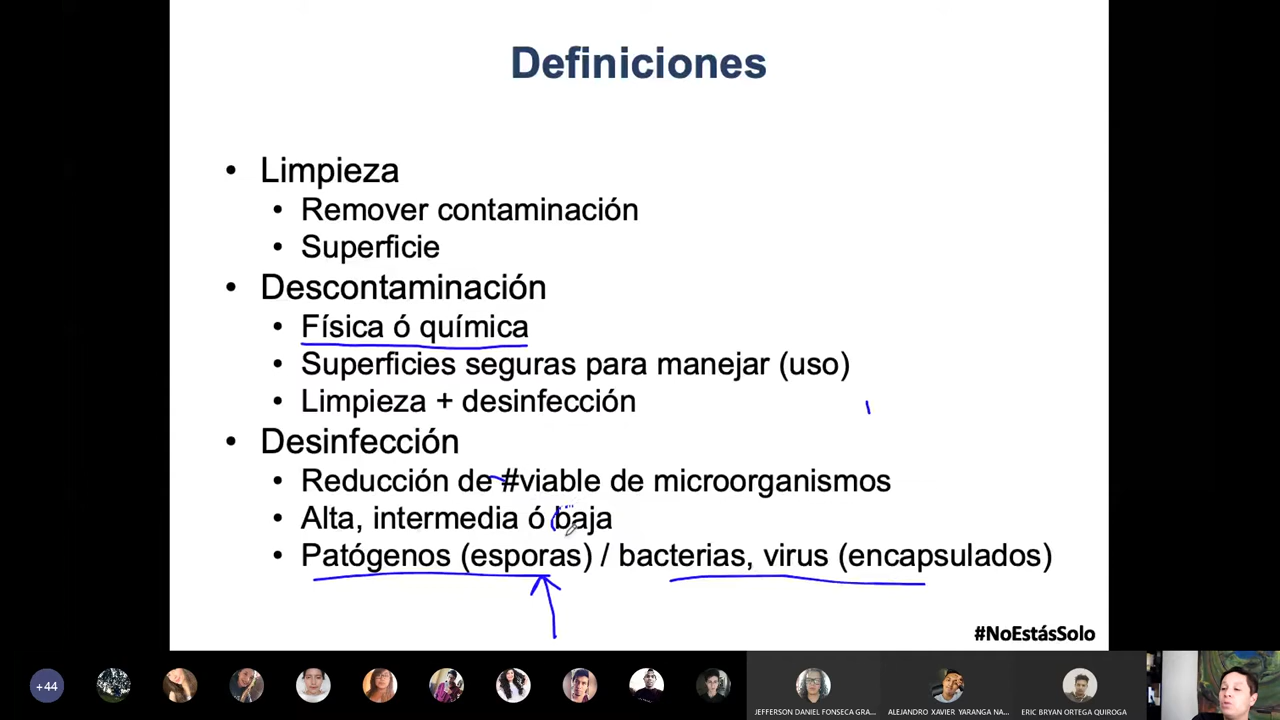 Definiciones
• Limpieza
• Remover contaminación
• Superficie
• Descontaminación
• Física ó química
• Superficies seguras para manejar (uso)
• Limpieza + desinfección
• Desinfección
• Reducción de #viable de microorganismos
• Alta, intermedia ó baja
• Patógenos (esporas) / bacterias, virus (encapsulados)
#NoEstásSolo
+44
JEFFERSON DANIEL FONSECA GRA...
ALEJANDRO XAVIER YARANGA NA...
ERIC BRYAN ORTEGA QUIROGA